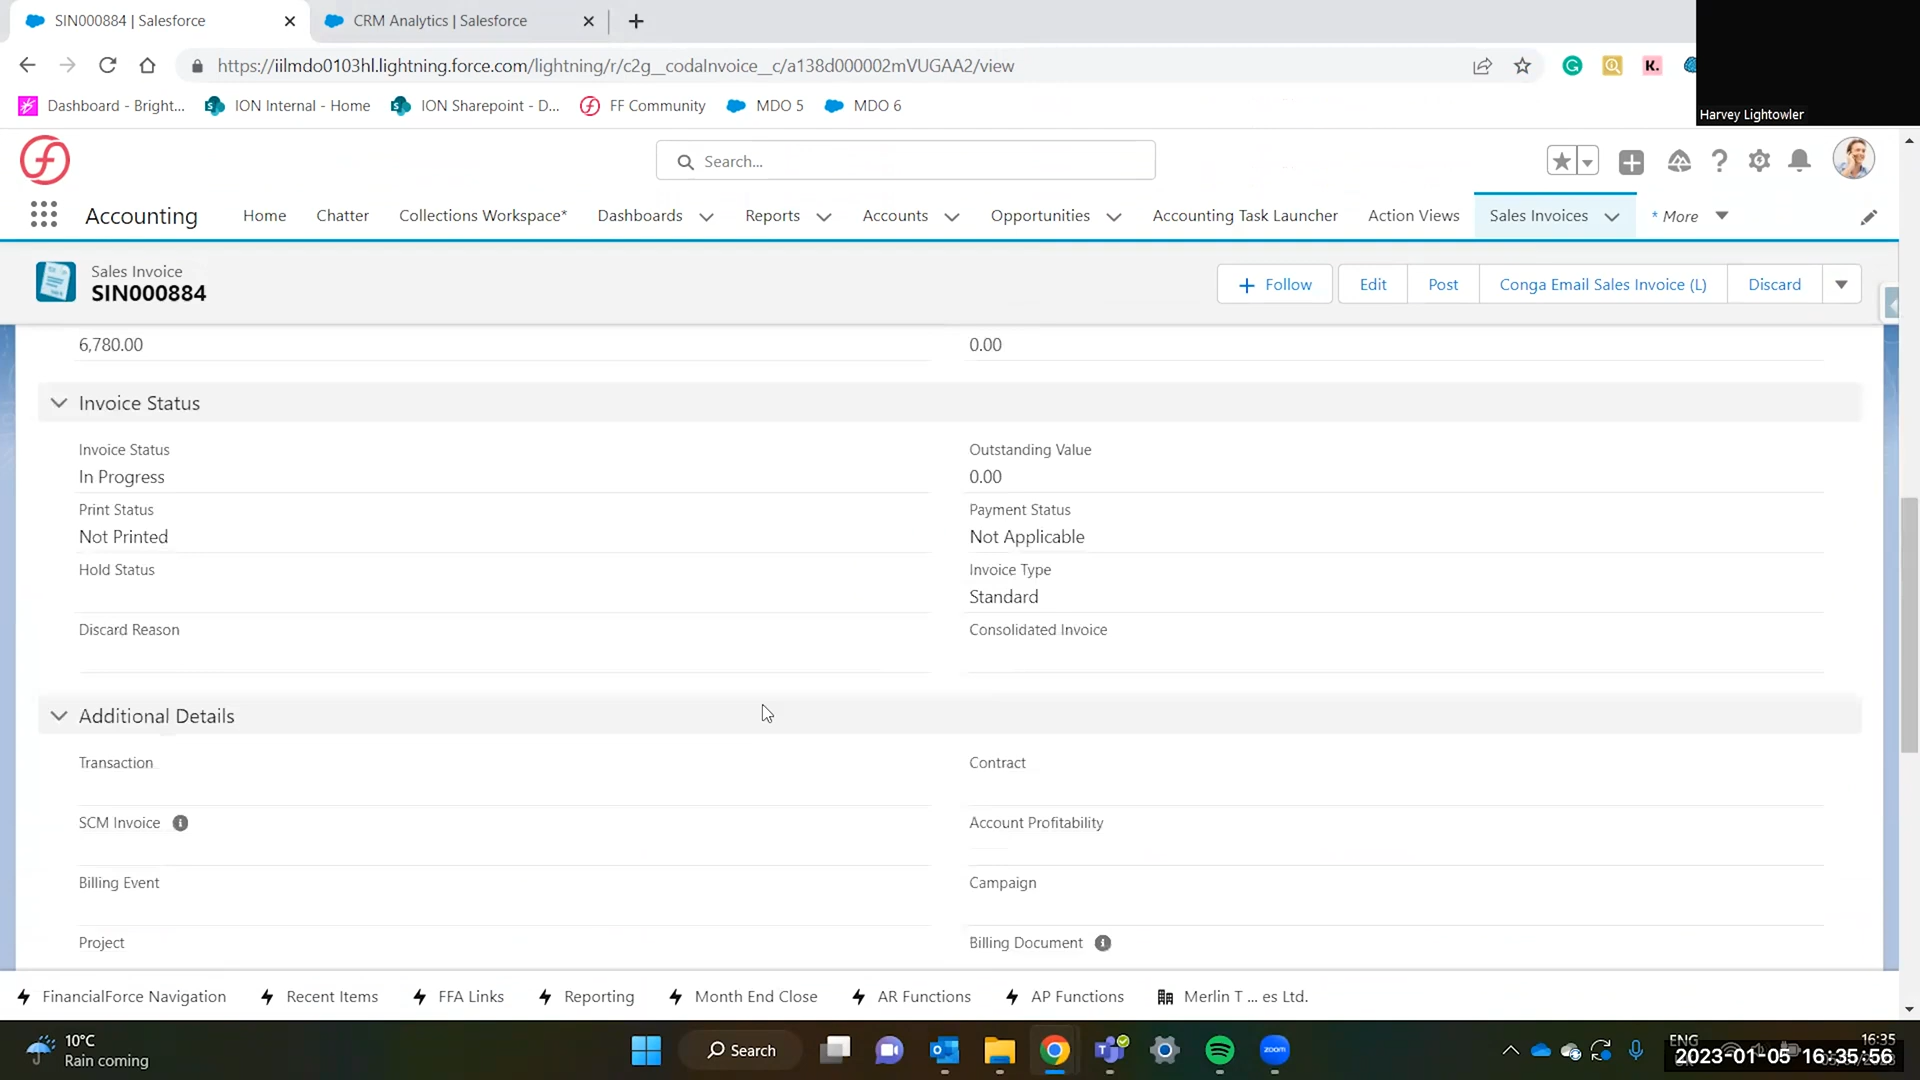 SIN000884 | Salesforce
CRM Analytics | Salesforce
https://iilmdo0103hl.lightning.force.com/lightning/r/c2g__codaInvoice__c/a138d000002mVUGAA2/view
K.
Dashboard - Bright...
ION Internal - Home
ION Sharepoint - D...
FF Community
MDO 5
MDO 6
Harvey Lightowler
Search...
Accounting
Home
Chatter
Collections Workspace*
Dashboards
Reports
Accounts
Opportunities
Accounting Task Launcher
Action Views
Sales Invoices
* More
Sales Invoice
SIN000884
Follow
Edit
Post
Conga Email Sales Invoice (L)
Discard
6,780.00
0.00
Invoice Status
Invoice Status
In Progress
Outstanding Value
0.00
Print Status
Not Printed
Payment Status
Not Applicable
Hold Status
Invoice Type
Standard
Discard Reason
Consolidated Invoice
Additional Details
Transaction
Contract
SCM Invoice
Account Profitability
Billing Event
Campaign
Project
Billing Document
FinancialForce Navigation
Recent Items
FFA Links
Reporting
Month End Close
AR Functions
AP Functions
Merlin T ... es Ltd.
10°C
Rain coming
Search
zoom
ENG
16:35
2023-01-05 16:35:56